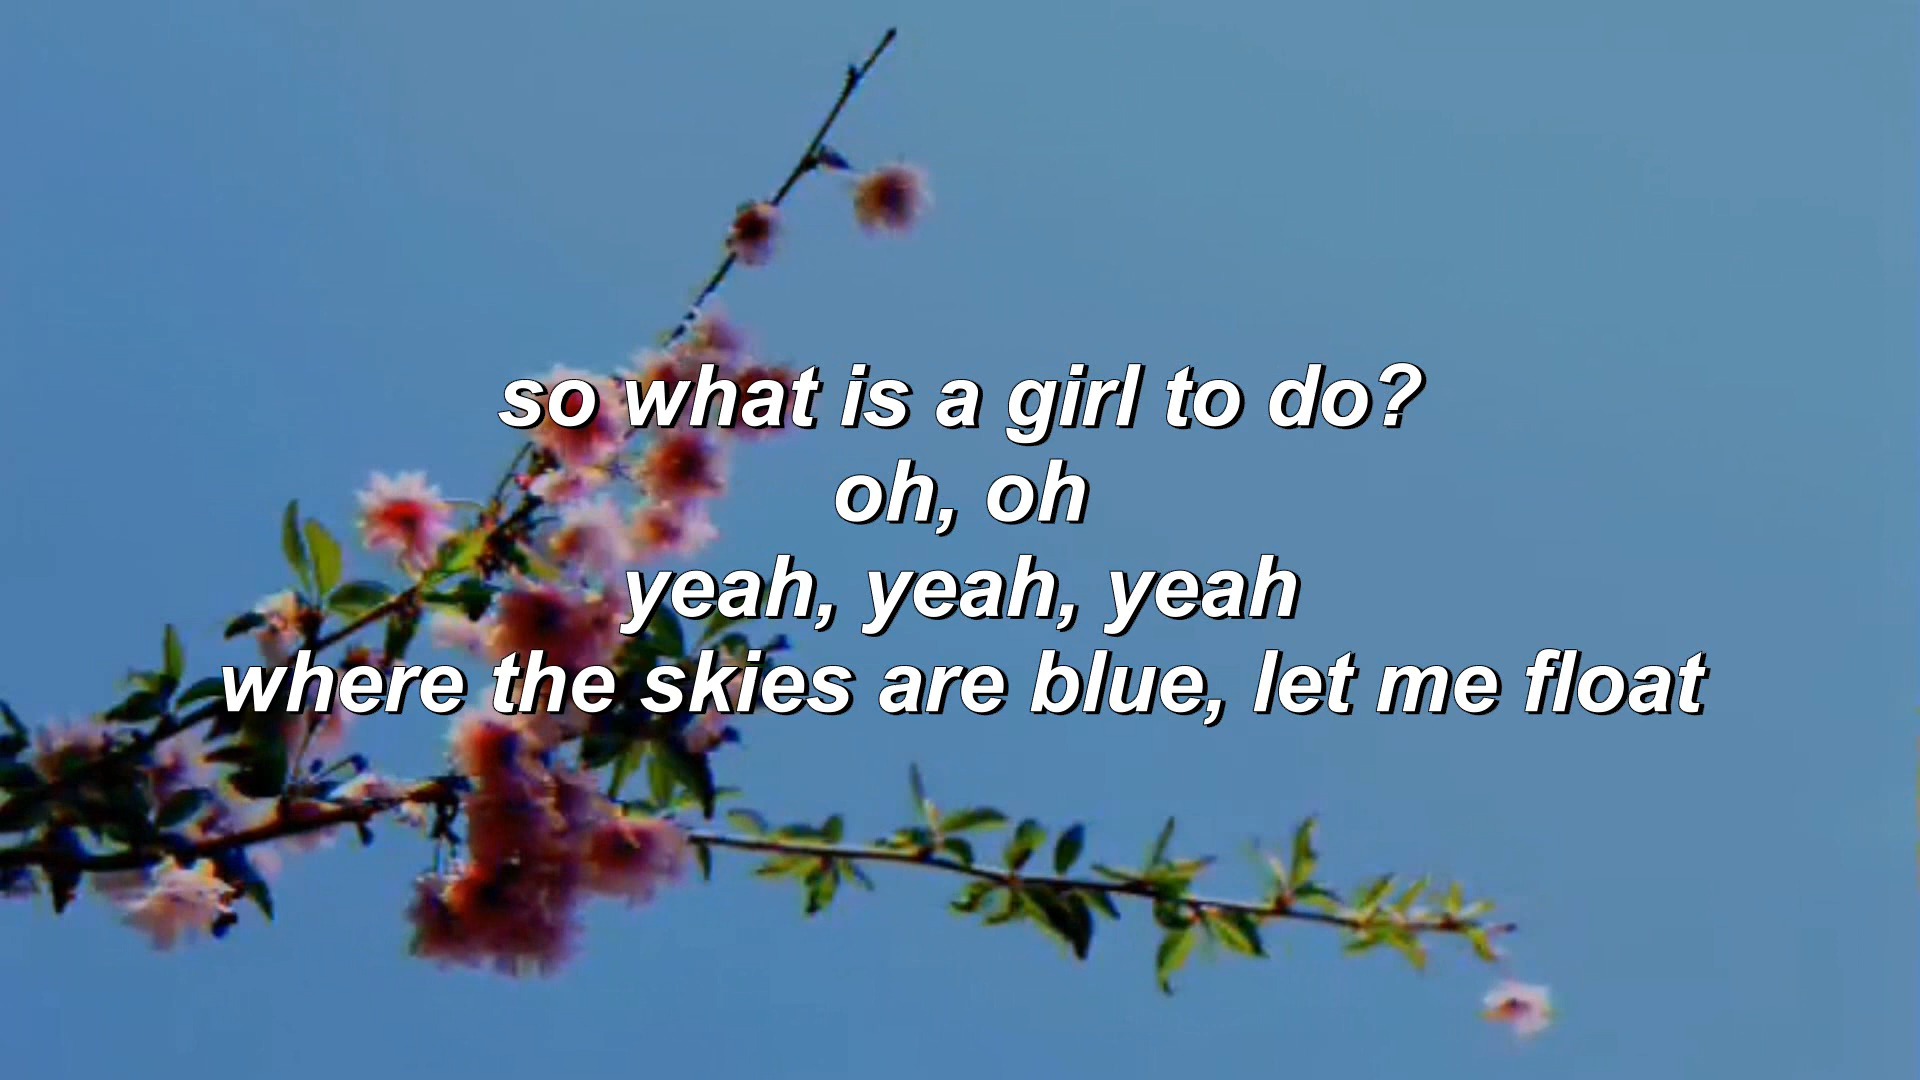 so what is a girl to do?
oh, oh
yeah, yeah, yeah
where the skies are blue, let me float